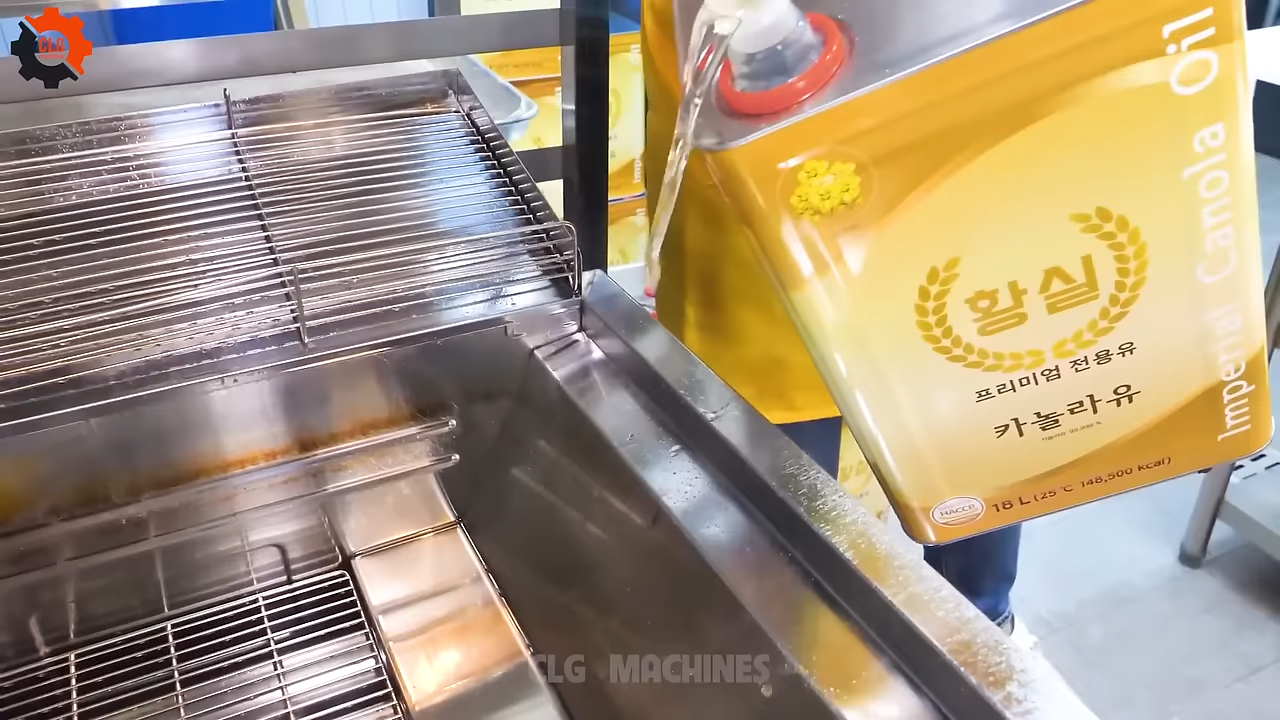 CLG
Imperial Canola Oil
황실
프리미엄 전용유
카놀라유
HACCP
18 L (25℃ 148,500 kcal)
CLG MACHINES